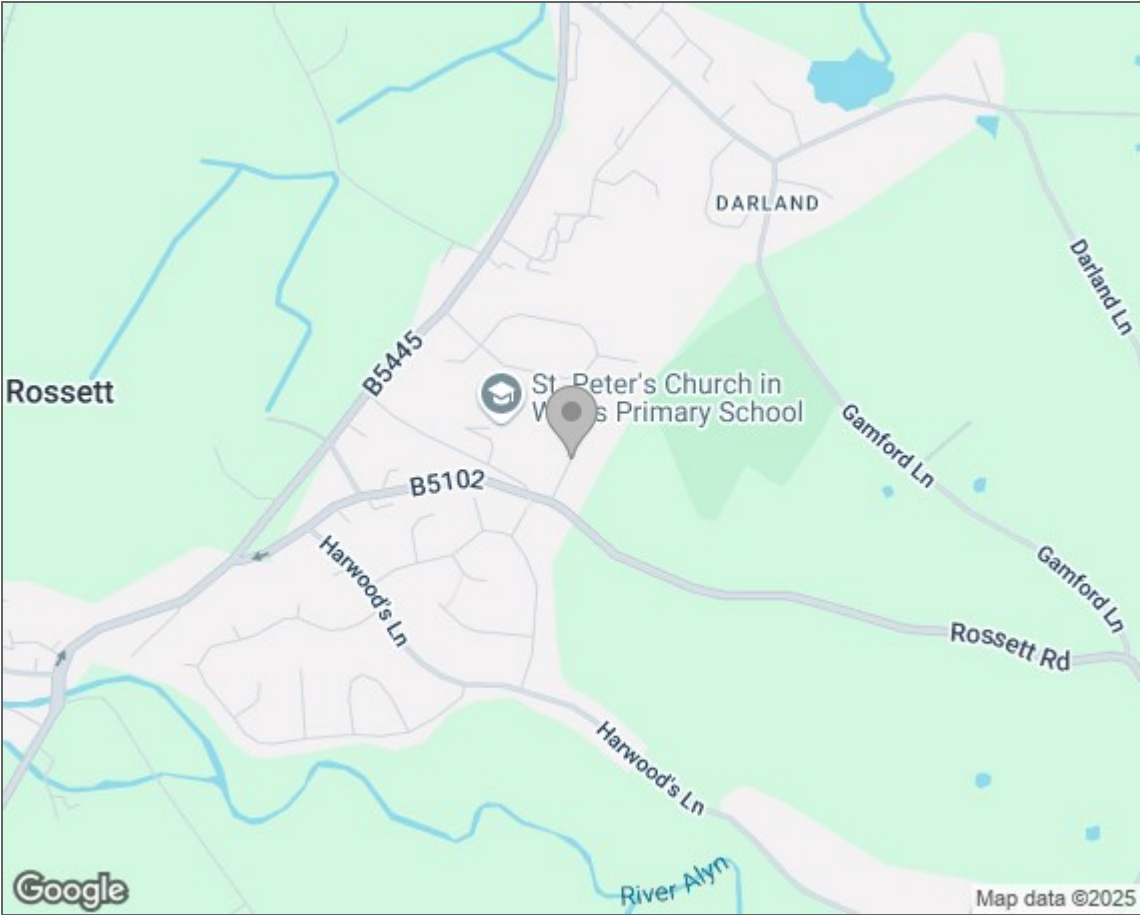 DARLAND
Darland Ln
B5445
Rossett
St. Peter's Church in
Primary School
Gamford Ln
B5102
Harwood's Ln
Gamford Ln
Rossett Rd
Harwood's Ln
River Alyn
Google
Map data ©2025